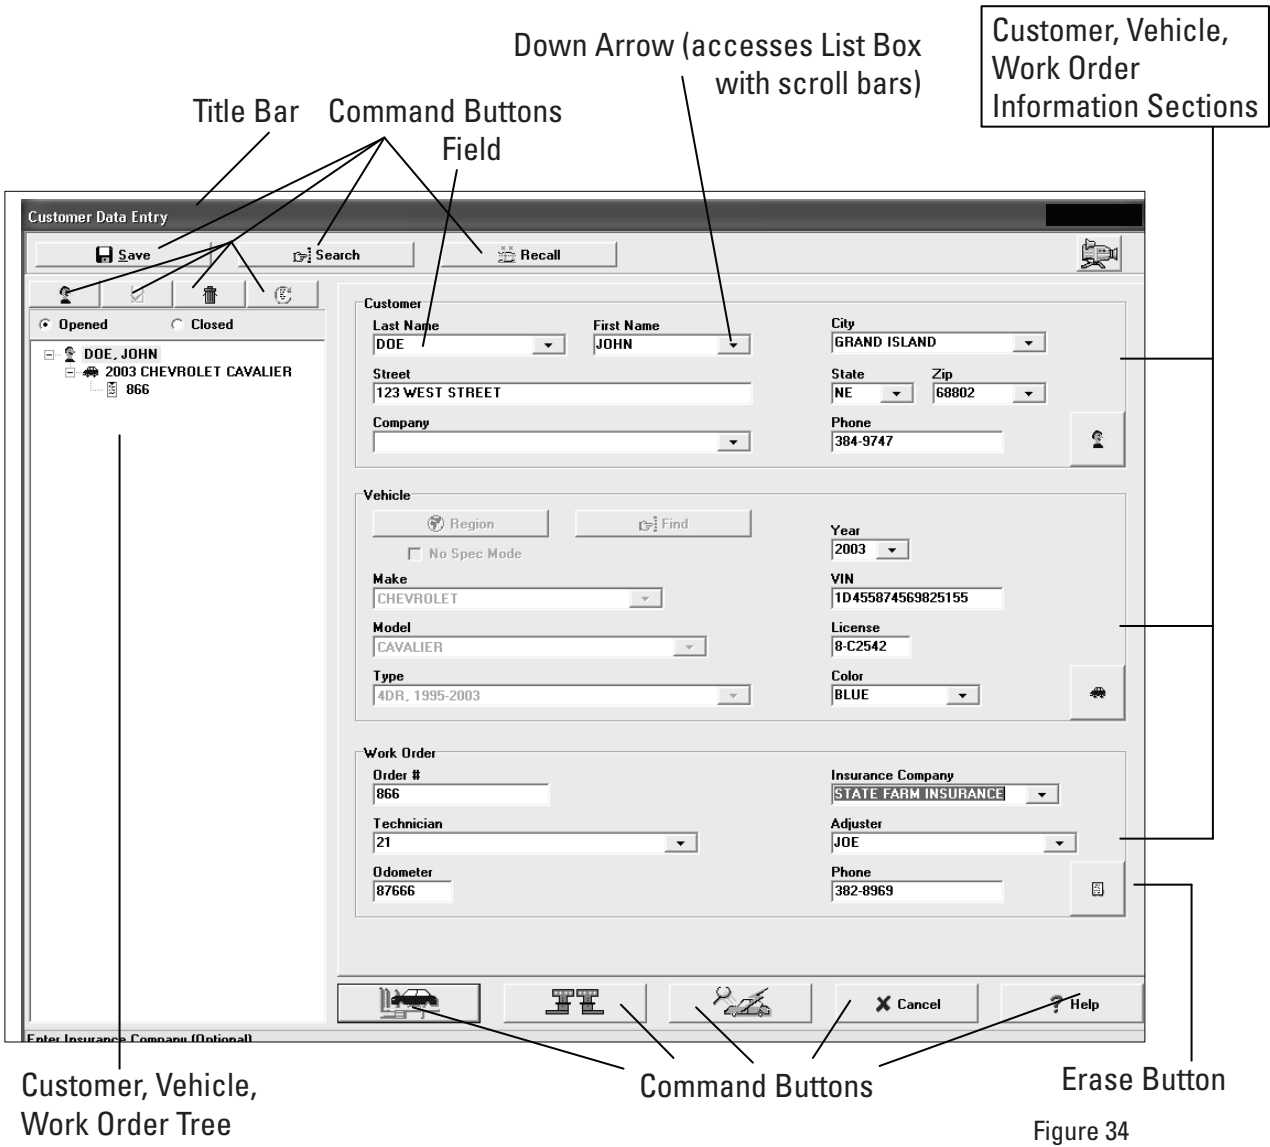 Down Arrow (accesses List Box
with scroll bars)
Customer, Vehicle,
Work Order
Information Sections
Title Bar
Command Buttons
Field
Customer Data Entry
Save
Search
Recall
Opened
Closed
DOE, JOHN
2003 CHEVROLET CAVALIER
866
Customer
Last Name
First Name
City
DOE
JOHN
GRAND ISLAND
Street
State
Zip
123 WEST STREET
NE
68802
Company
Phone
384-9747
Vehicle
Region
Find
No Spec Mode
Year
2003
Make
VIN
CHEVROLET
1D455874569825155
Model
License
CAVALIER
8-C2542
Type
Color
4DR, 1995-2003
BLUE
Work Order
Order #
Insurance Company
866
STATE FARM INSURANCE
Technician
Adjuster
21
JOE
Odometer
Phone
87666
382-8969
Cancel
Help
Enter Insurance Company (Optional)
Customer, Vehicle,
Work Order Tree
Command Buttons
Erase Button
Figure 34